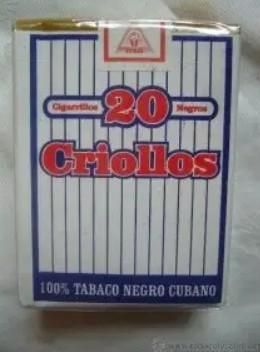 Cigarrillos 20 Negros
Criollos
100% TABACO NEGRO CUBANO